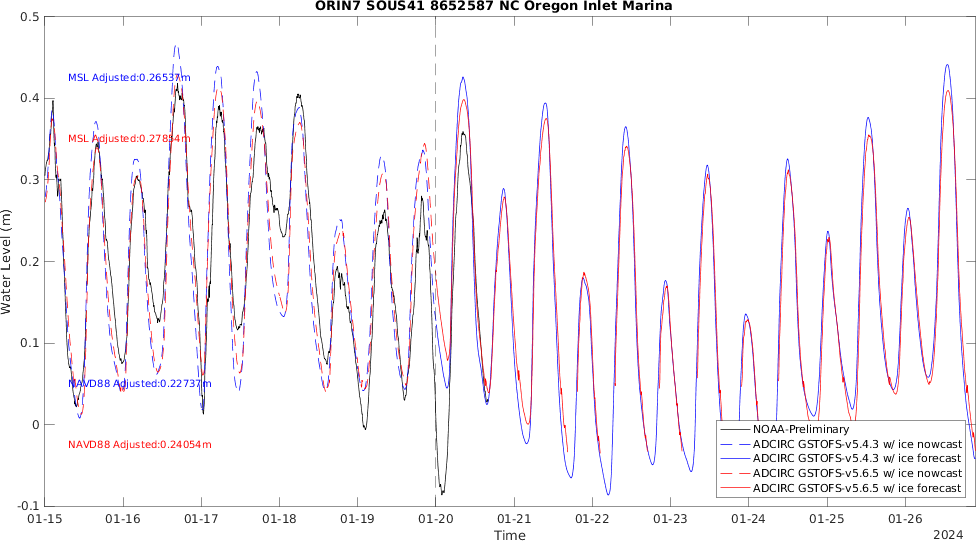 ORIN7 SOUS41 8652587 NC Oregon Inlet Marina
0.5
0.4
0.3
0.2
0.1
0
-0.1
Water Level (m)
MSL Adjusted:0.26537m
MSL Adjusted:0.27854m
NAVD88 Adjusted:0.22737m
NAVD88 Adjusted:0.24054m
NOAA-Preliminary
ADCIRC GSTOFS-v5.4.3 w/ ice nowcast
ADCIRC GSTOFS-v5.4.3 w/ ice forecast
ADCIRC GSTOFS-v5.6.5 w/ ice nowcast
ADCIRC GSTOFS-v5.6.5 w/ ice forecast
01-15 01-16 01-17 01-18 01-19 01-20 01-21 01-22 01-23 01-24 01-25 01-26
Time
2024